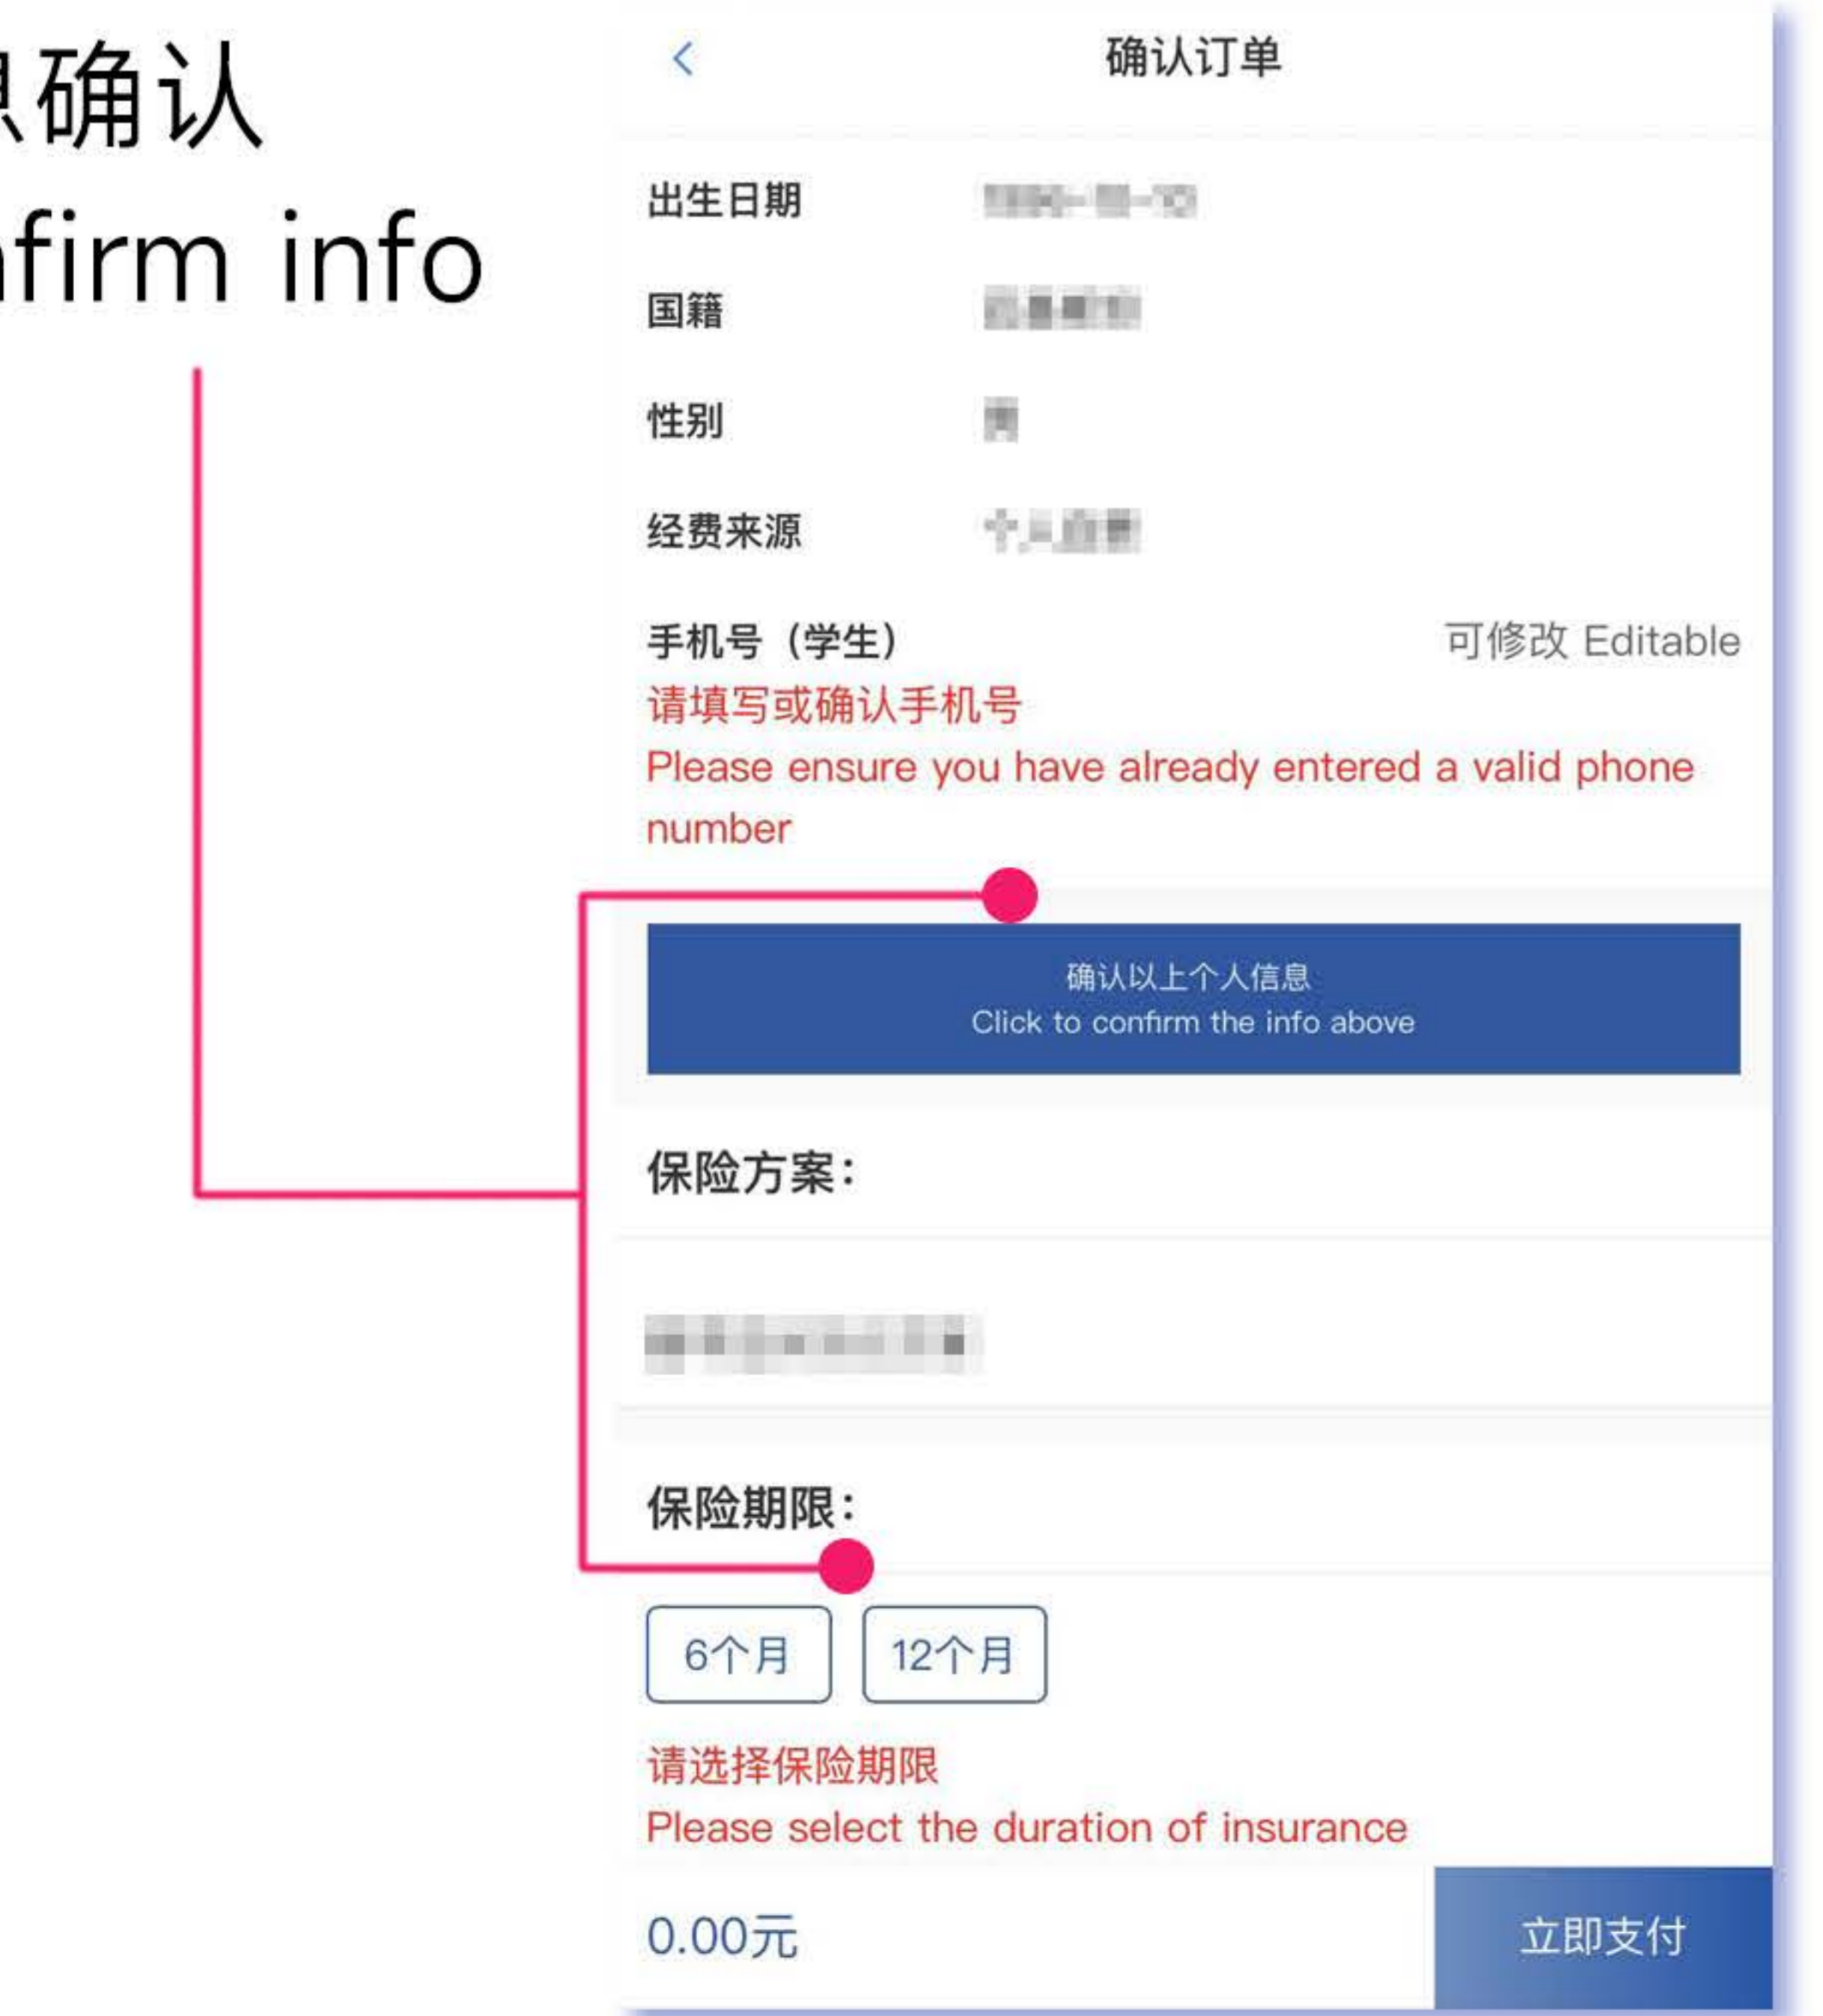 息确认
nfirm info
确认订单
出生日期
国籍
性别
经费来源
手机号（学生）
可修改 Editable
请填写或确认手机号
Please ensure you have already entered a valid phone
number
确认以上个人信息
Click to confirm the info above
保险方案：
保险期限：
6个月
12个月
请选择保险期限
Please select the duration of insurance
0.00元
立即支付